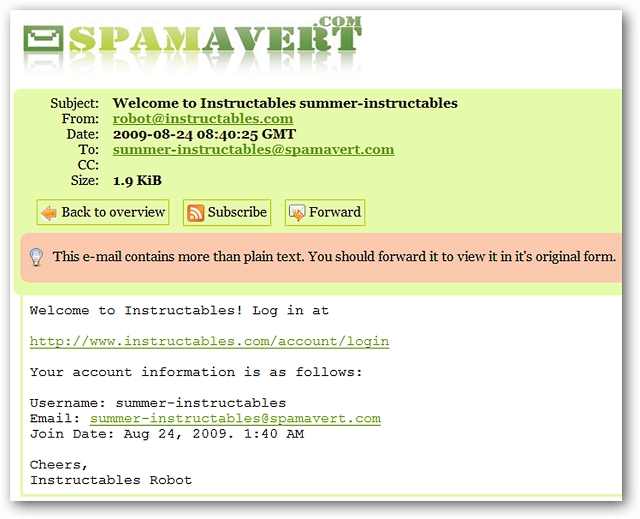 SPAMAVERT.COM
Subject: Welcome to Instructables summer-instructables
From: robot@instructables.com
Date: 2009-08-24 08:40:25 GMT
To: summer-instructables@spamavert.com
CC:
Size: 1.9 KiB
Back to overview Subscribe Forward
This e-mail contains more than plain text. You should forward it to view it in it's original form.
Welcome to Instructables! Log in at
http://www.instructables.com/account/login
Your account information is as follows:
Username: summer-instructables
Email: summer-instructables@spamavert.com
Join Date: Aug 24, 2009. 1:40 AM
Cheers,
Instructables Robot